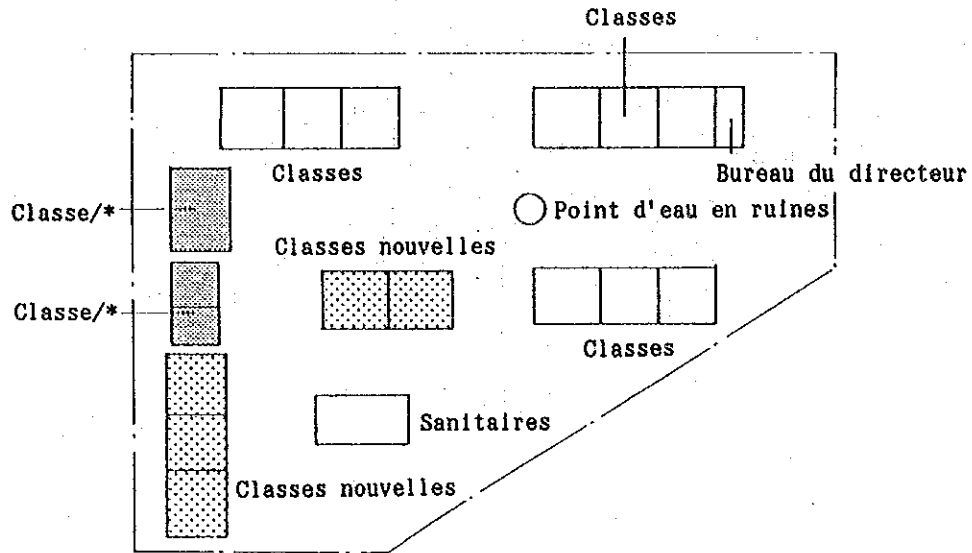 Classes
Classes
Bureau du directeur
Classe/*
Point d'eau en ruines
Classes nouvelles
Classe/*
Classes
Sanitaires
Classes nouvelles